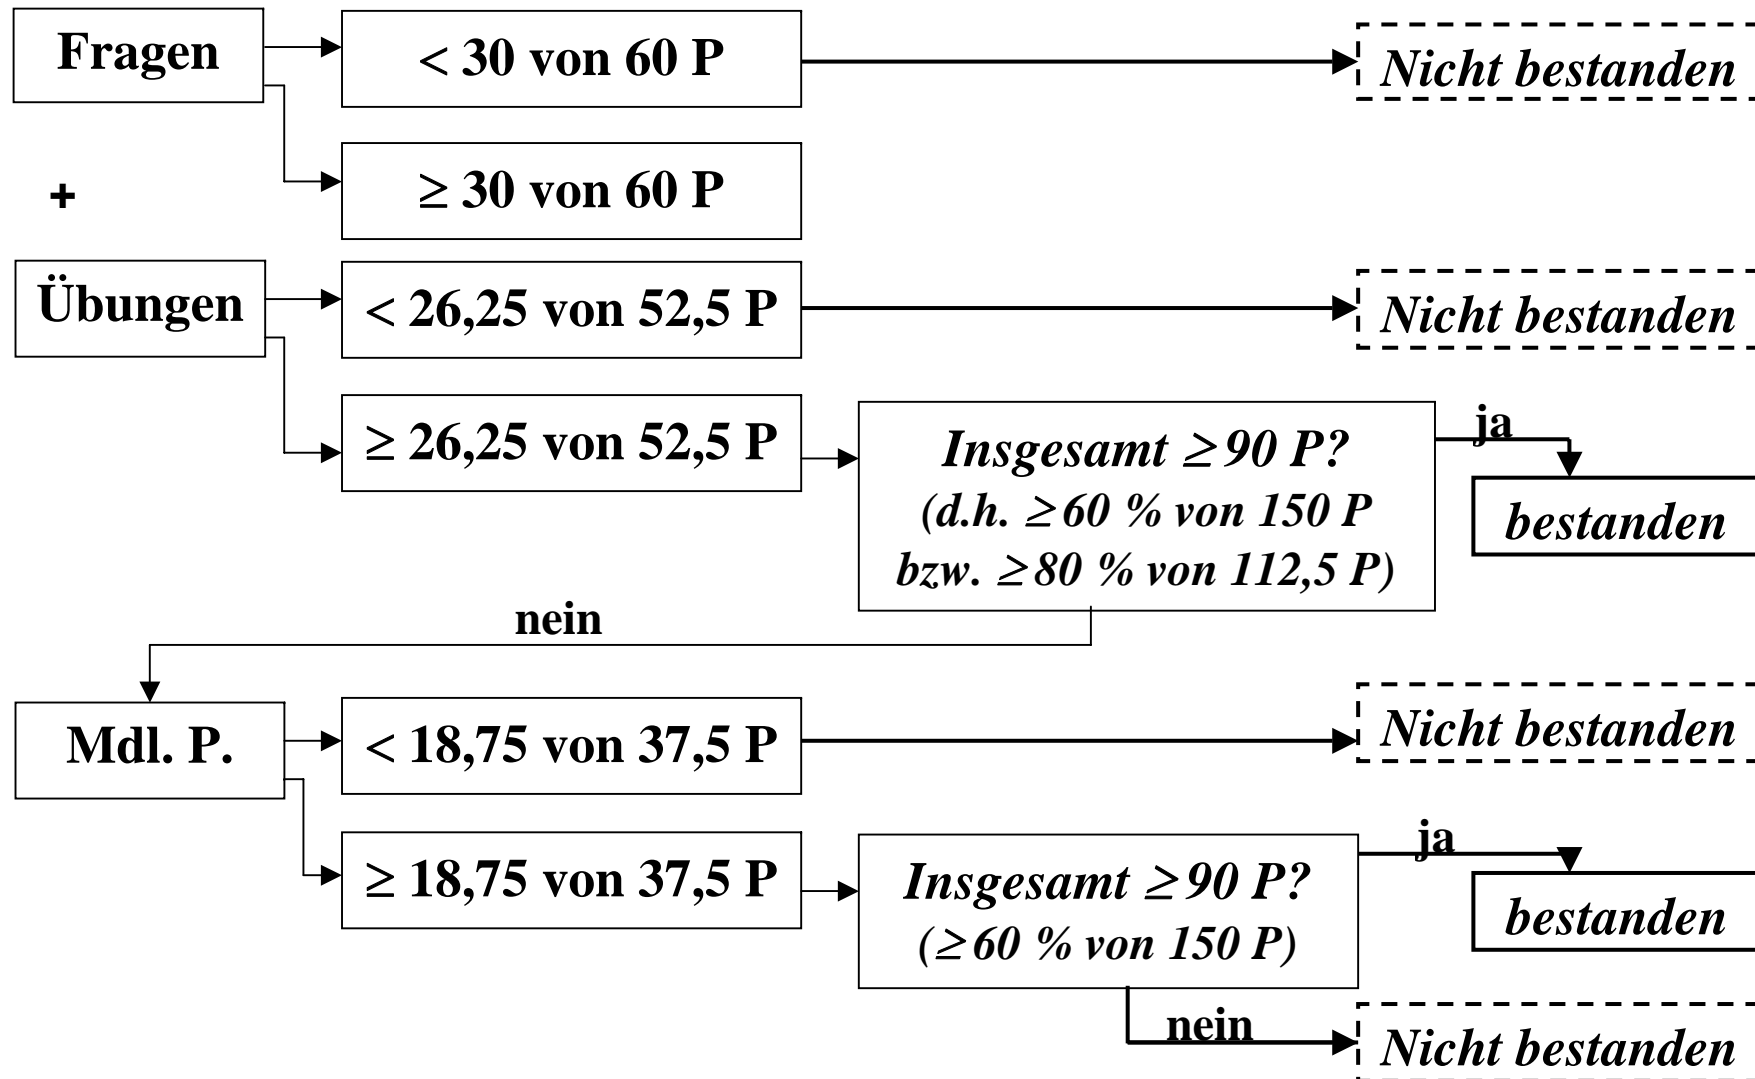 Fragen
< 30 von 60 P
Nicht bestanden
+
≥ 30 von 60 P
Übungen
< 26,25 von 52,5 P
Nicht bestanden
≥ 26,25 von 52,5 P
Insgesamt ≥ 90 P?
(d.h. ≥ 60 % von 150 P
bzw. ≥ 80 % von 112,5 P)
ja
bestanden
nein
Mdl. P.
< 18,75 von 37,5 P
Nicht bestanden
≥ 18,75 von 37,5 P
Insgesamt ≥ 90 P?
(≥ 60 % von 150 P)
ja
bestanden
nein
Nicht bestanden